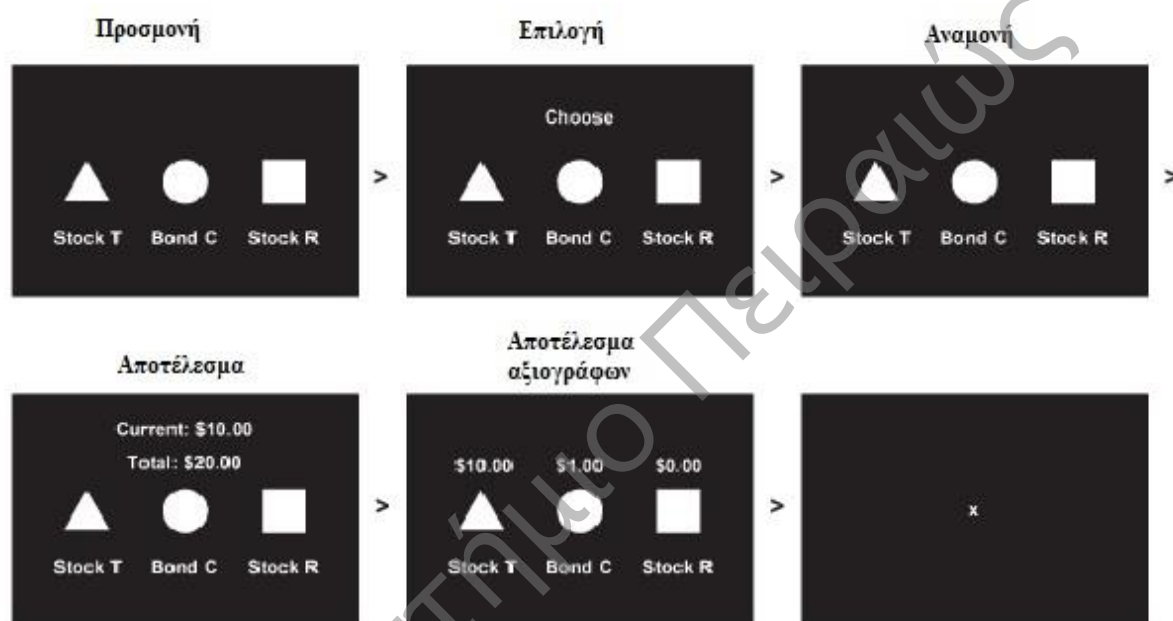 Προσμονή
Επιλογή
Αναμονή
Choose
Stock T Bond C Stock R
>
Stock T Bond C Stock R
>
Stock T Bond C Stock R
>
Αποτέλεσμα
Αποτέλεσμα
αξιογράφων
Current: $10.00
Total: $20.00
Stock T Bond C Stock R
>
$10.00 $1.00 $0.00
Stock T Bond C Stock R
>
x
Πειραιώς